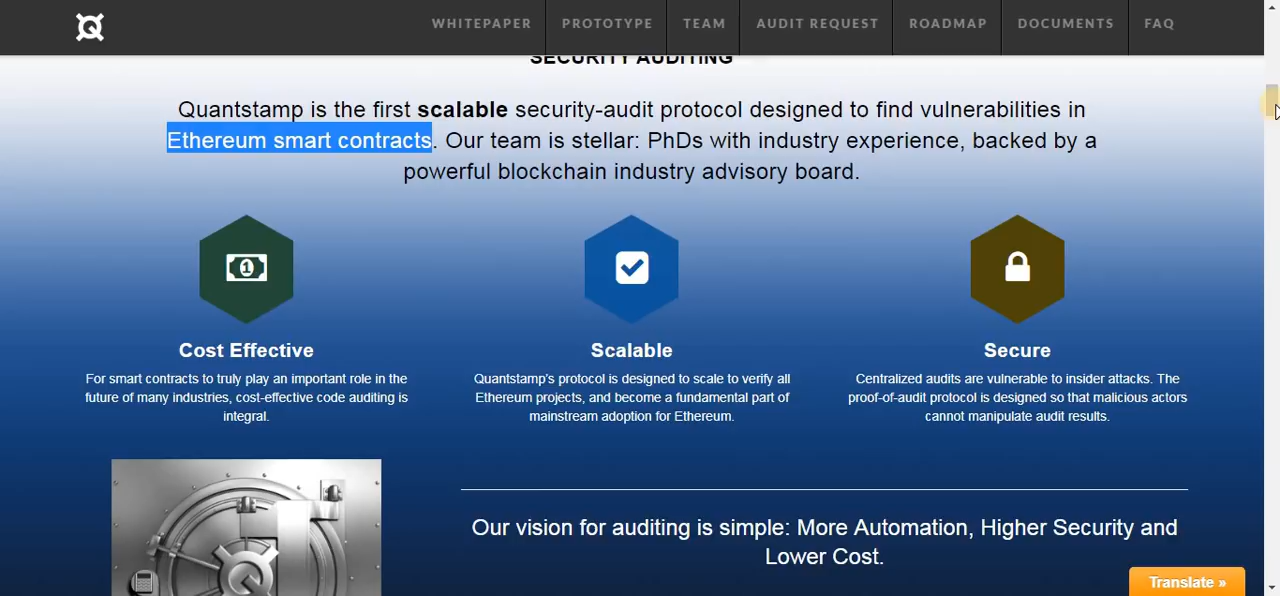 WHITEPAPER PROTOTYPE TEAM AUDIT REQUEST ROADMAP DOCUMENTS FAQ
SECURITY AUDITING
Quantstamp is the first scalable security-audit protocol designed to find vulnerabilities in
Ethereum smart contracts. Our team is stellar: PhDs with industry experience, backed by a
powerful blockchain industry advisory board.
Cost Effective
For smart contracts to truly play an important role in the
future of many industries, cost-effective code auditing is
integral.
Scalable
Quantstamp's protocol is designed to scale to verify all
Ethereum projects, and become a fundamental part of
mainstream adoption for Ethereum.
Secure
Centralized audits are vulnerable to insider attacks. The
proof-of-audit protocol is designed so that malicious actors
cannot manipulate audit results.
Our vision for auditing is simple: More Automation, Higher Security and
Lower Cost.
Translate »